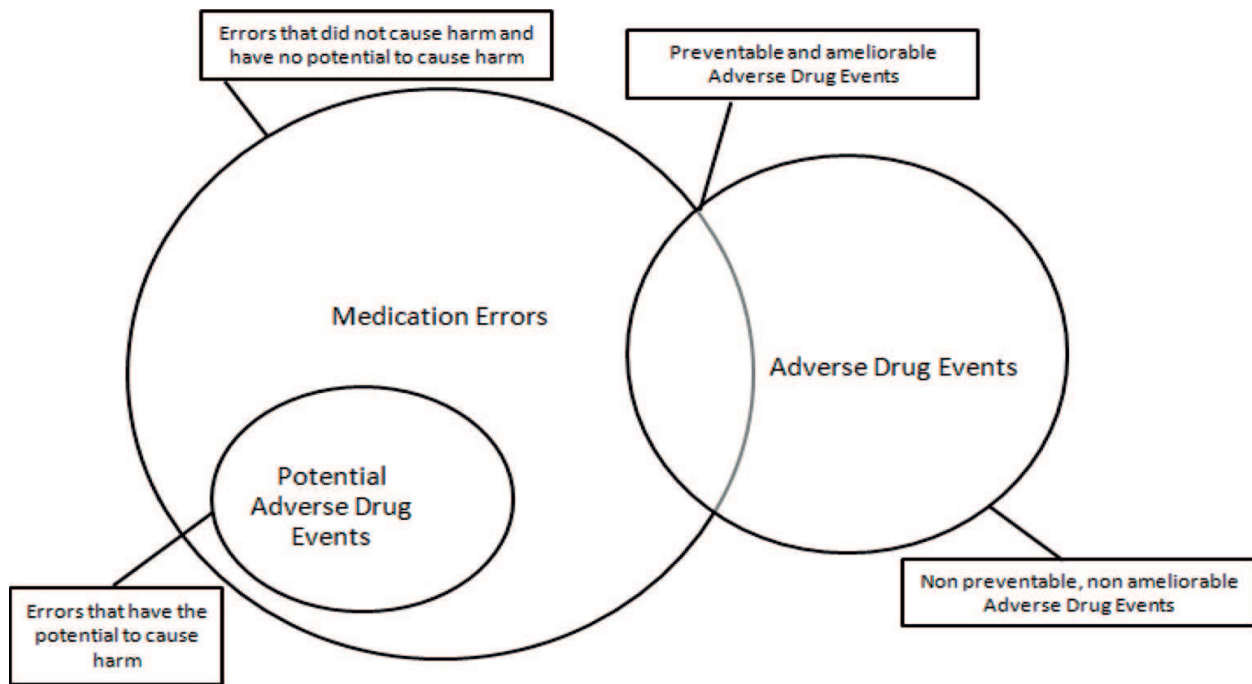 Errors that did not cause harm and
have no potential to cause harm
Preventable and ameliorable
Adverse Drug Events
Medication Errors
Adverse Drug Events
Potential
Adverse Drug
Events
Errors that have the
potential to cause
harm
Non preventable, non ameliorable
Adverse Drug Events